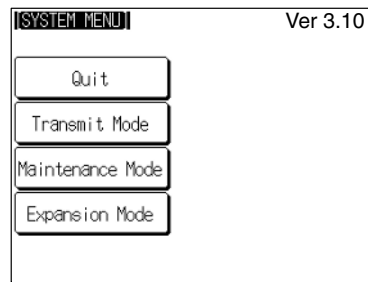 [SYSTEM MENU]
Ver 3.10
Quit
Transmit Mode
Maintenance Mode
Expansion Mode